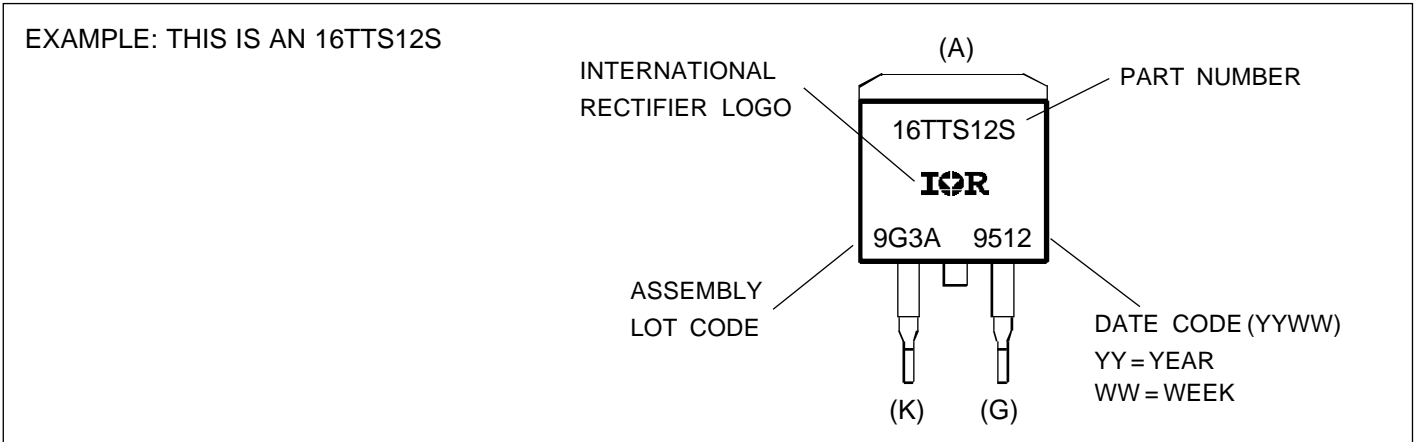 EXAMPLE: THIS IS AN 16TTS12S
(A)
INTERNATIONAL
RECTIFIER LOGO
PART NUMBER
16TTS12S
IOR
9G3A 9512
ASSEMBLY
LOT CODE
DATE CODE (YYWW)
YY = YEAR
WW = WEEK
(K) (G)